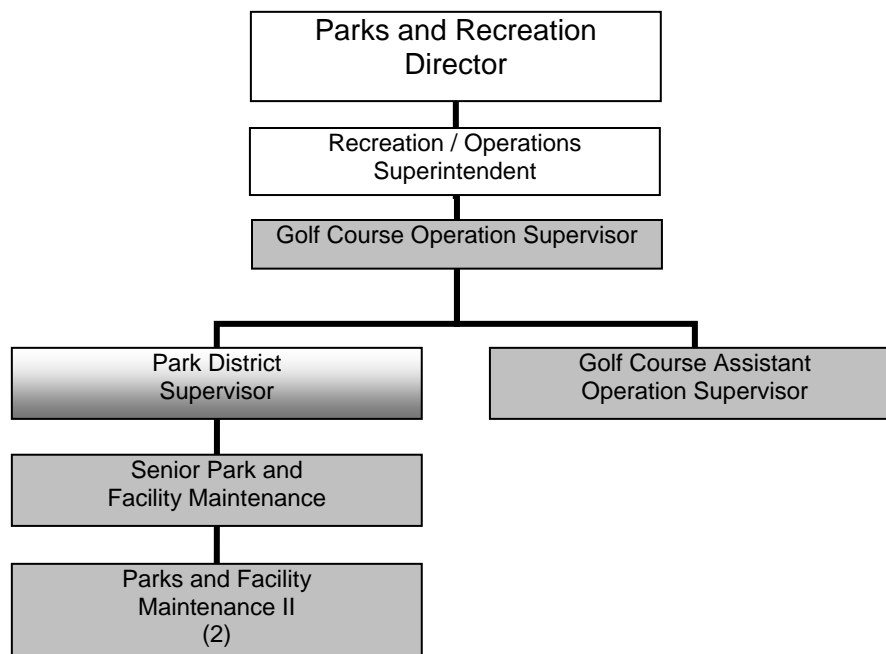 Parks and Recreation
Director
Recreation / Operations
Superintendent
Golf Course Operation Supervisor
Park District
Supervisor
Golf Course Assistant
Operation Supervisor
Senior Park and
Facility Maintenance
Parks and Facility
Maintenance II
(2)